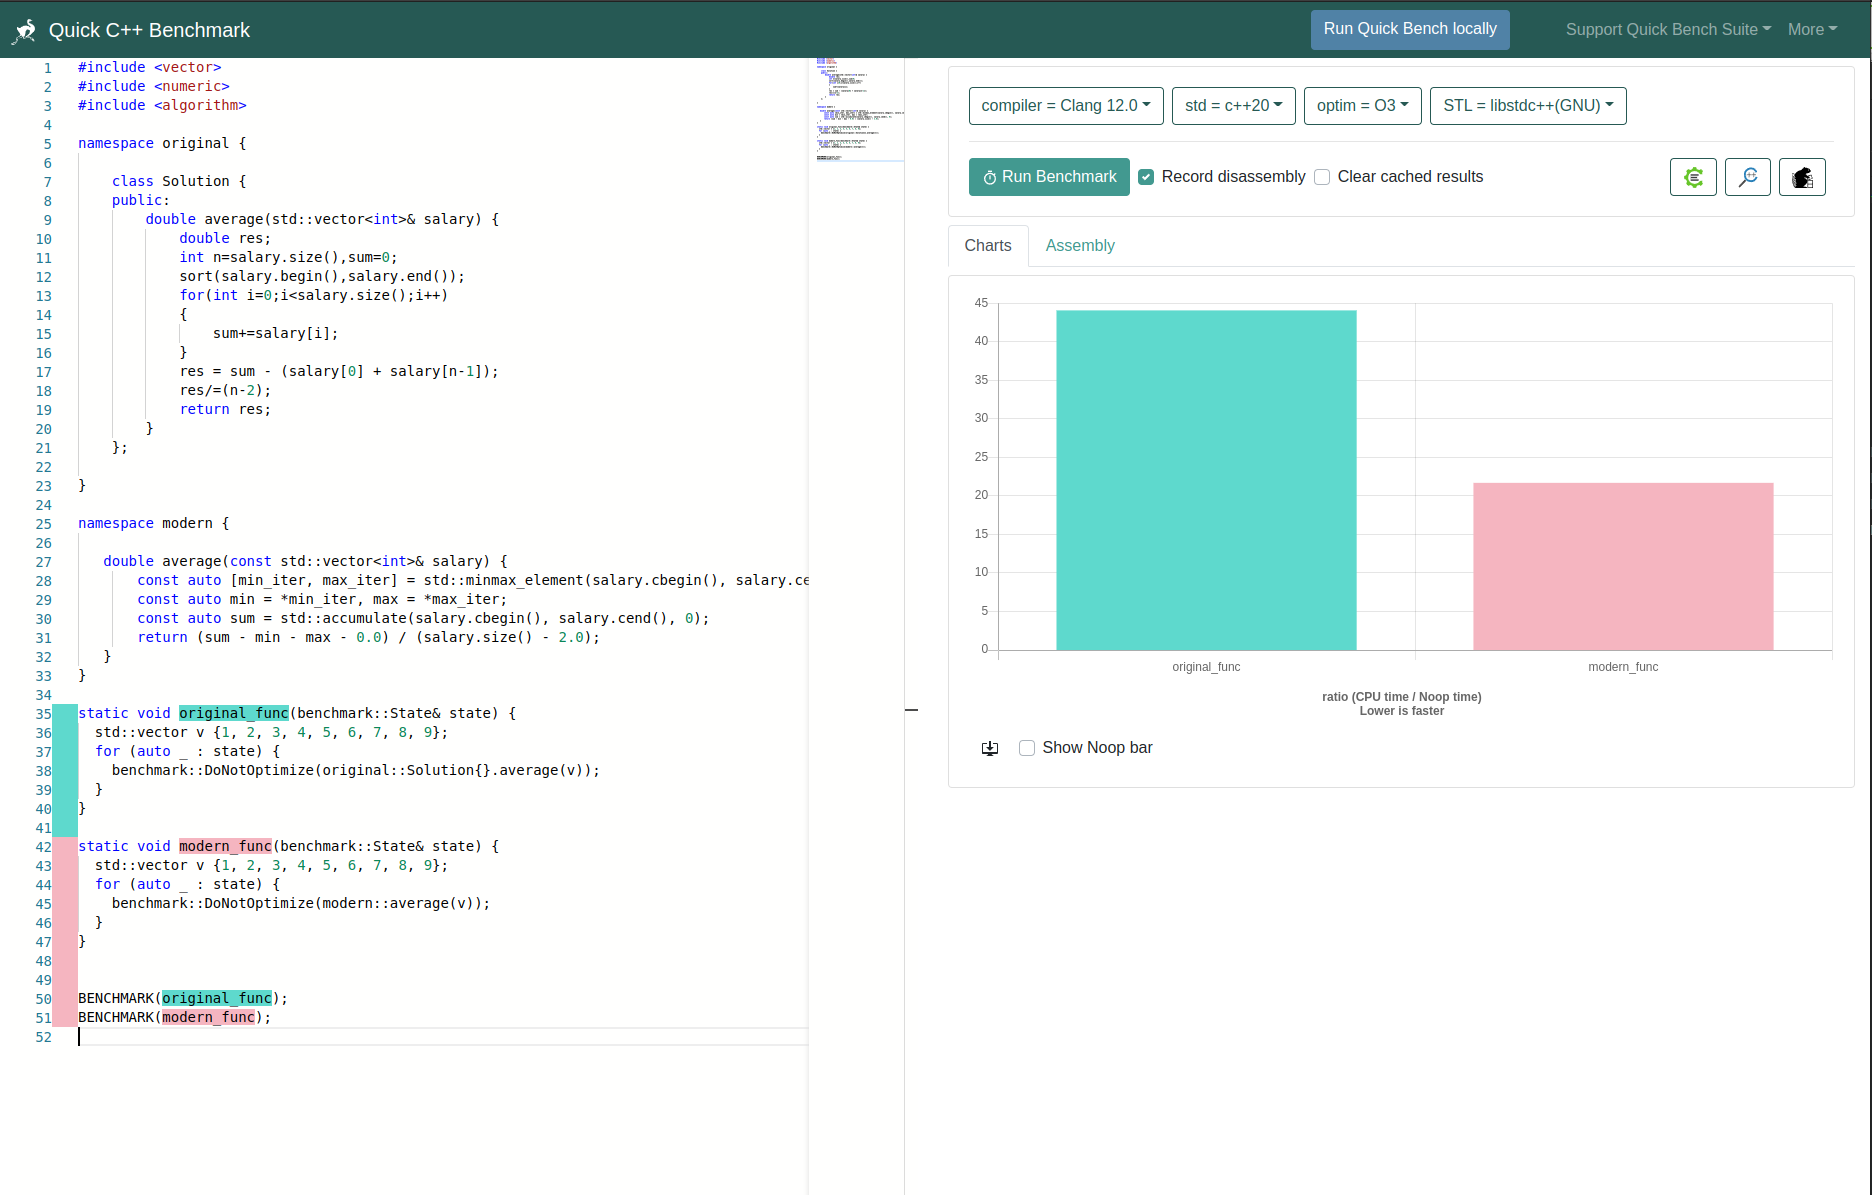 Quick C++ Benchmark
Run Quick Bench locally
Support Quick Bench Suite
More
1 #include <vector>
2 #include <numeric>
3 #include <algorithm>
4
5 namespace original {
6
7 class Solution {
8 public:
9 double average(std::vector<int>& salary) {
10 double res;
11 int n=salary.size(),sum=0;
12 sort(salary.begin(),salary.end());
13 for(int i=0;i<salary.size();i++)
14 {
15 sum+=salary[i];
16 }
17 res = sum - (salary[0] + salary[n-1]);
18 res/=(n-2);
19 return res;
20 }
21 };
22
23 }
24
25 namespace modern {
26
27 double average(const std::vector<int>& salary) {
28 const auto [min_iter, max_iter] = std::minmax_element(salary.cbegin(), salary.ce
29 const auto min = *min_iter, max = *max_iter;
30 const auto sum = std::accumulate(salary.cbegin(), salary.cend(), 0);
31 return (sum - min - max - 0.0) / (salary.size() - 2.0);
32 }
33 }
34
35 static void original_func(benchmark::State& state) {
36 std::vector v {1, 2, 3, 4, 5, 6, 7, 8, 9};
37 for (auto _ : state) {
38 benchmark::DoNotOptimize(original::Solution{}.average(v));
39 }
40 }
41
42 static void modern_func(benchmark::State& state) {
43 std::vector v {1, 2, 3, 4, 5, 6, 7, 8, 9};
44 for (auto _ : state) {
45 benchmark::DoNotOptimize(modern::average(v));
46 }
47 }
48
49
50 BENCHMARK(original_func);
51 BENCHMARK(modern_func);
52
compiler = Clang 12.0
std = c++20
optim = O3
STL = libstdc++(GNU)
Run Benchmark
Record disassembly
Clear cached results
Charts
Assembly
45
40
35
30
25
20
15
10
5
0
original_func
modern_func
ratio (CPU time / Noop time)
Lower is faster
Show Noop bar